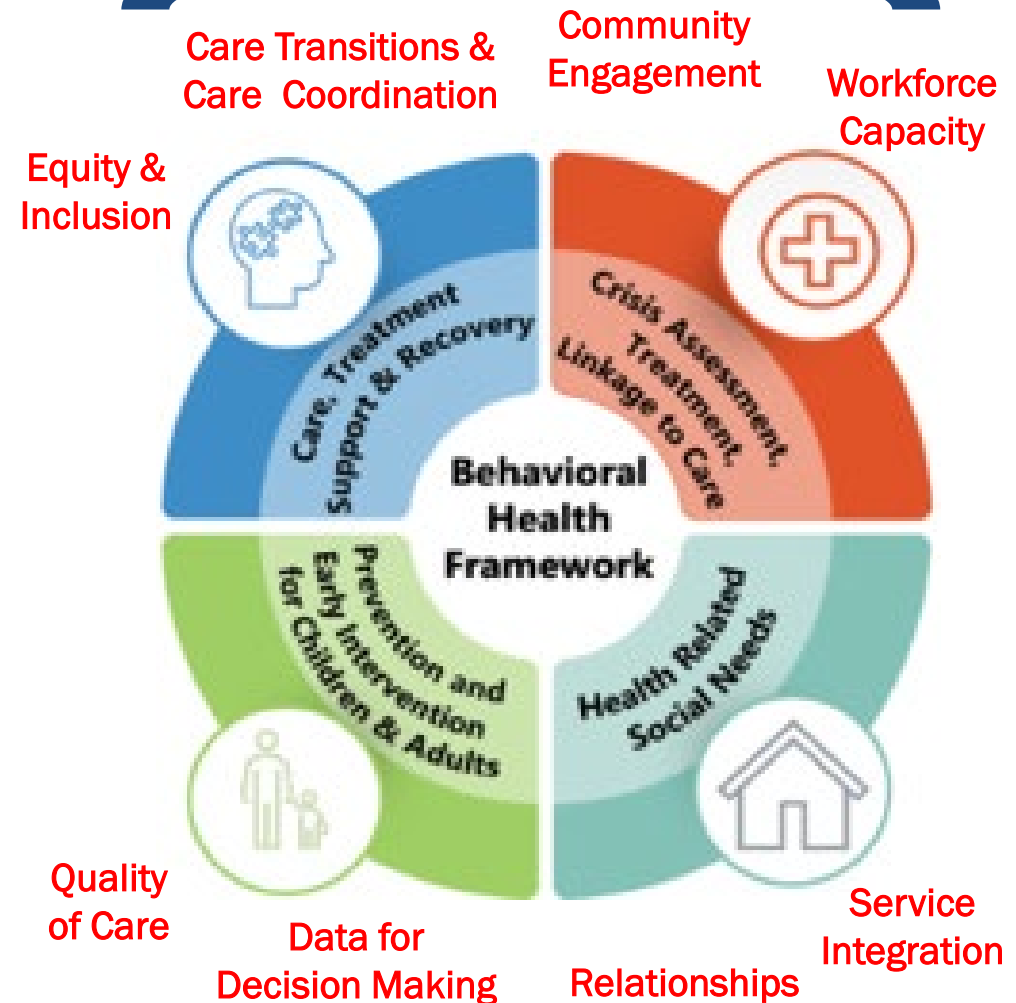 Care Transitions &
Care Coordination
Community
Engagement
Workforce
Capacity
Equity &
Inclusion
Care, Treatment
Support & Recovery
Crisis Assessment,
Treatment,
Linkage to Care
Behavioral
Health
Framework
Prevention and
Early Intervention
for Children & Adults
Health Related
Social Needs
Quality
of Care
Data for
Decision Making
Relationships
Service
Integration